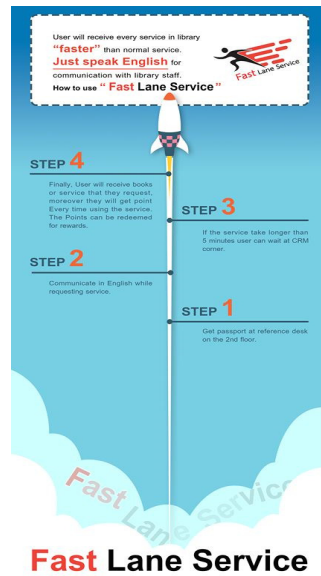 User will receive every service in library
"faster" than normal service.
Just speak English for
communication with library staff.
How to use " Fast Lane Service "
Fast Lane Service
STEP 4
Finally, User will receive books
or service that they request,
moreover they will get point
Every time using the service.
The Points can be redeemed
for rewards.
STEP 3
If the service take longer than
5 minutes user can wait at CRM
corner.
STEP 2
Communicate in English while
requesting service.
STEP 1
Get passport at reference desk
on the 2nd floor.
Fast Lane Service
Fast Lane Service